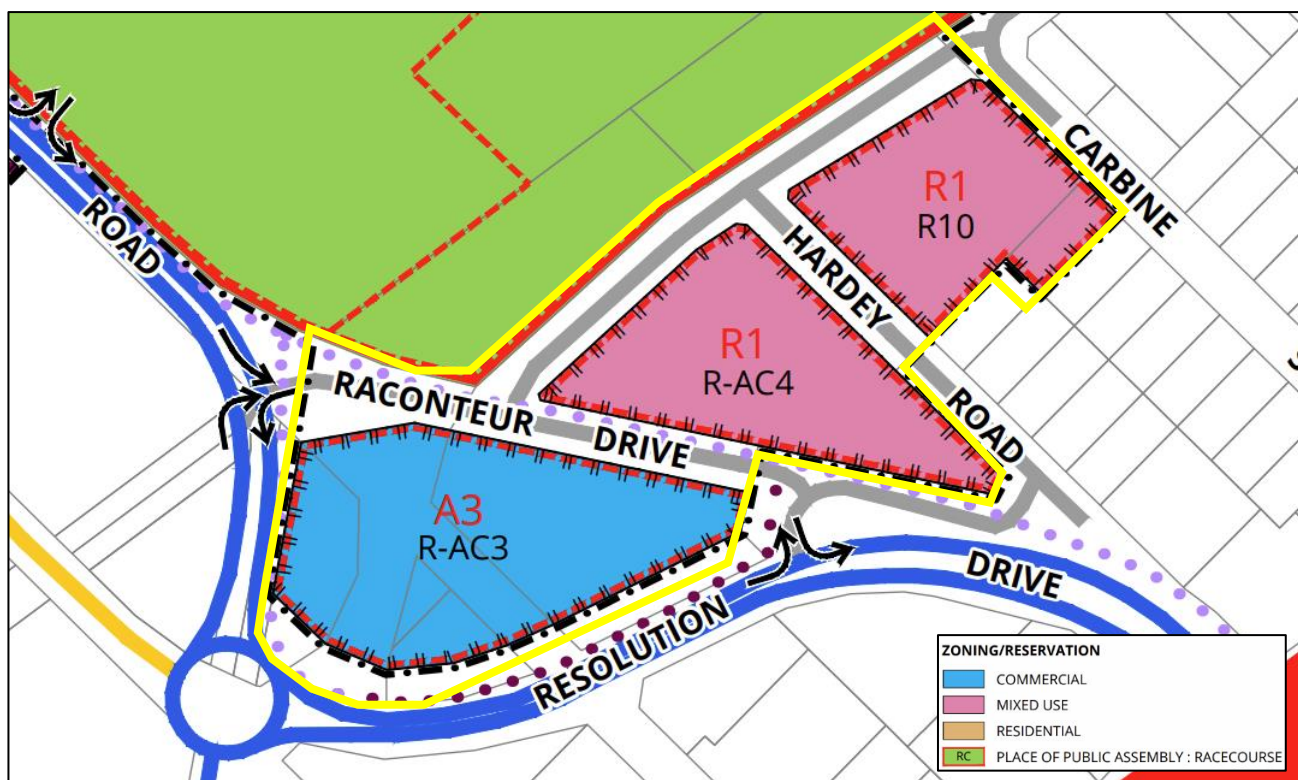 CARBINE
R1
R10
ROAD
HARDEY
R1
R-AC4
RACONTEUR
DRIVE
ROAD
A3
R-AC3
DRIVE
RESOLUTION
ZONING/RESERVATION
COMMERCIAL
MIXED USE
RESIDENTIAL
RC PLACE OF PUBLIC ASSEMBLY : RACECOURSE